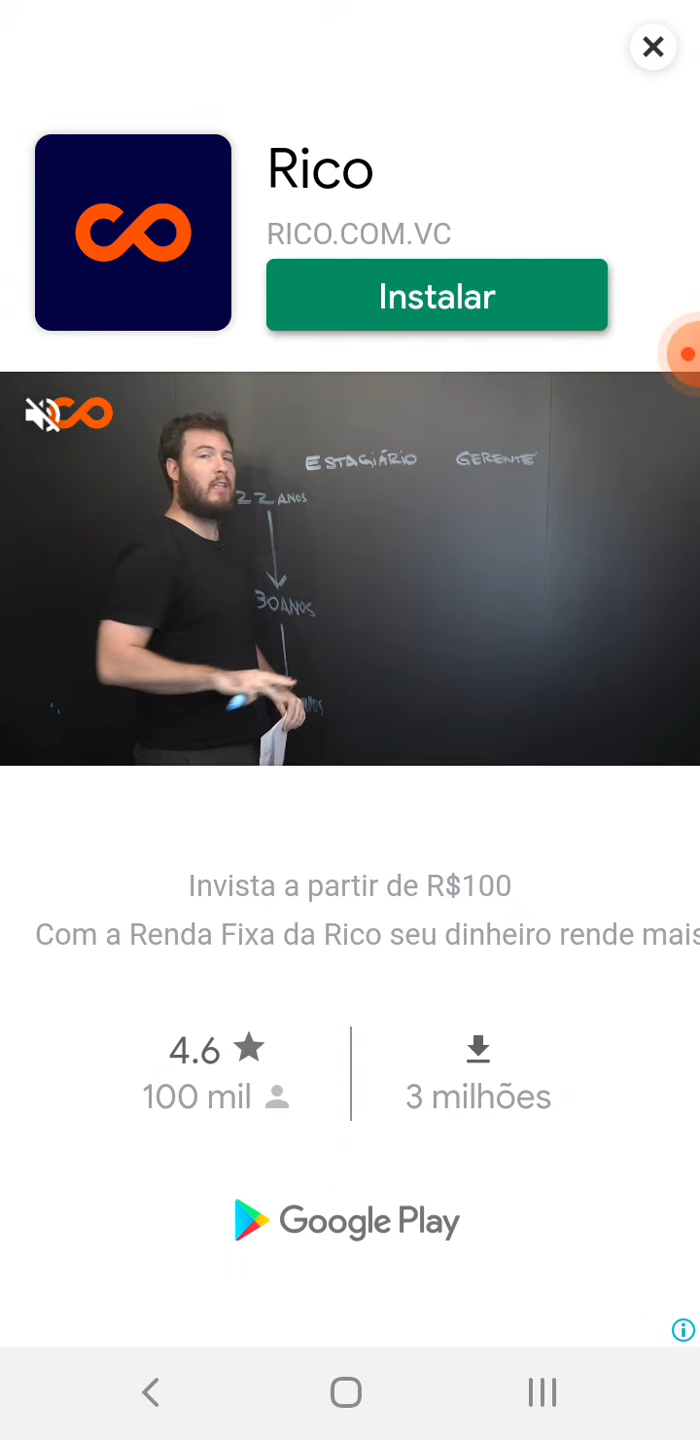 Rico
RICO.COM.VC
Instalar
ESTAGIÁRIO GERENTE
22 ANOS
30 ANOS
Invista a partir de R$100
Com a Renda Fixa da Rico seu dinheiro rende mais
4.6
100 mil
3 milhões
Google Play